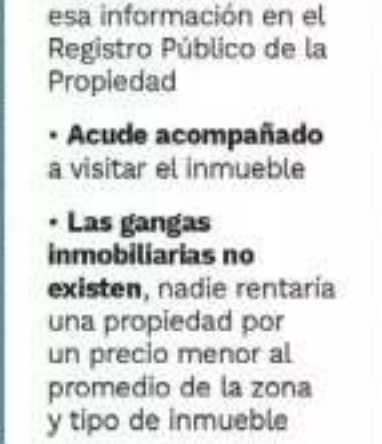 esa información en el
Registro Público de la
Propiedad
• Acude acompañado
a visitar el inmueble
• Las gangas
inmobiliarias no
existen, nadie rentaría
una propiedad por
un precio menor al
promedio de la zona
y tipo de inmueble